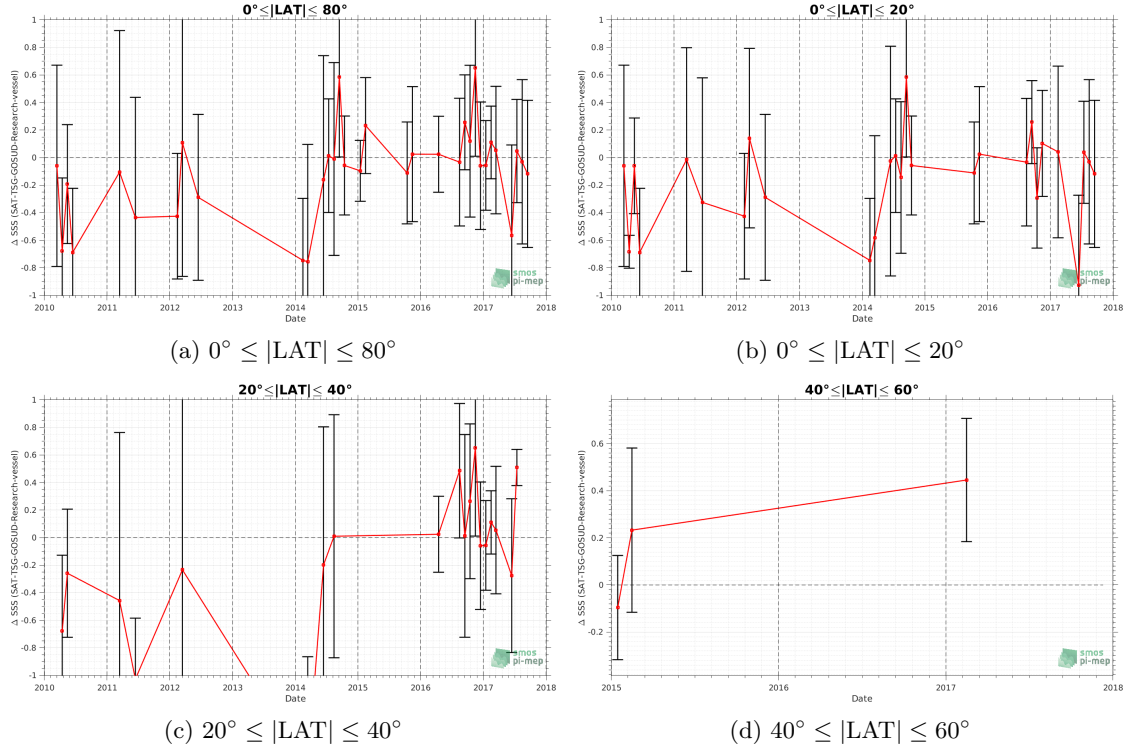 0°≤|LAT|≤ 80°
Δ SSS (SAT-TSG-GOSUD-Research-vessel)
1
0.8
0.6
0.4
0.2
0
-0.2
-0.4
-0.6
-0.8
-1
2010 2011 2012 2013 2014 2015 2016 2017 2018
Date
smos
pi-mep
(a) 0° ≤ |LAT| ≤ 80°
0°≤|LAT|≤ 20°
Δ SSS (SAT-TSG-GOSUD-Research-vessel)
1
0.8
0.6
0.4
0.2
0
-0.2
-0.4
-0.6
-0.8
-1
2010 2011 2012 2013 2014 2015 2016 2017 2018
Date
smos
pi-mep
(b) 0° ≤ |LAT| ≤ 20°
20°≤|LAT|≤ 40°
Δ SSS (SAT-TSG-GOSUD-Research-vessel)
1
0.8
0.6
0.4
0.2
0
-0.2
-0.4
-0.6
-0.8
-1
2010 2011 2012 2013 2014 2015 2016 2017 2018
Date
smos
pi-mep
(c) 20° ≤ |LAT| ≤ 40°
40°≤|LAT|≤ 60°
Δ SSS (SAT-TSG-GOSUD-Research-vessel)
0.6
0.4
0.2
0
-0.2
2015 2016 2017 2018
Date
smos
pi-mep
(d) 40° ≤ |LAT| ≤ 60°